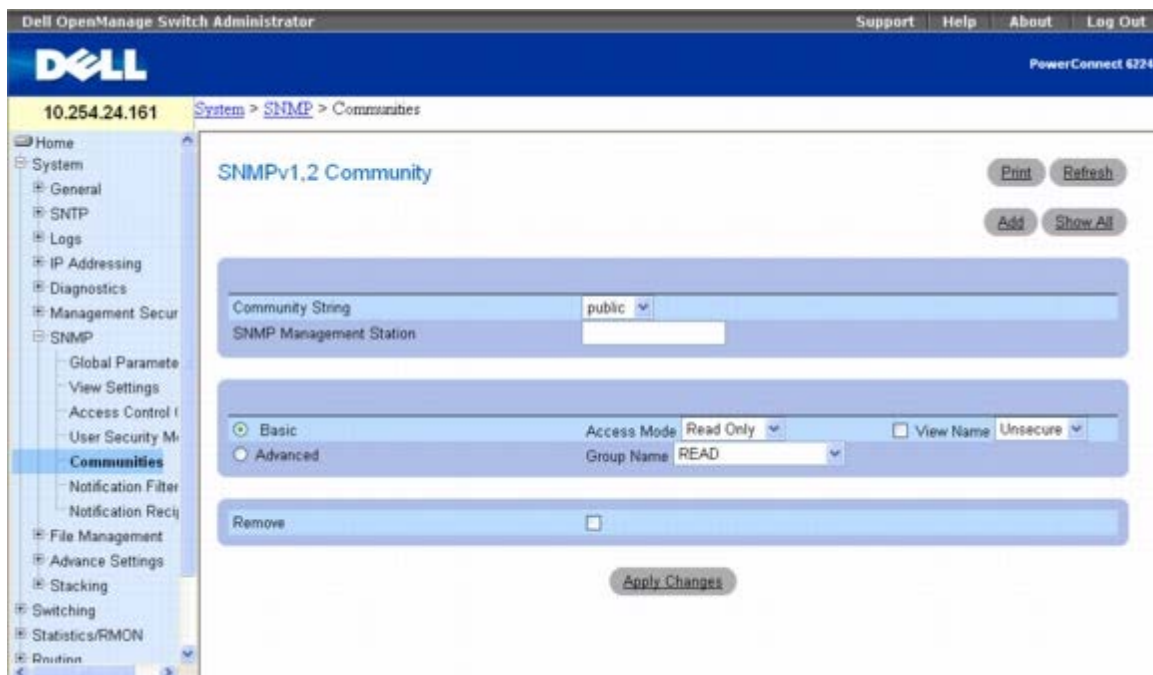 Dell OpenManage Switch Administrator Support Help About Log Out
DELL
PowerConnect 6224
10.254.24.161
System > SNMP > Communities
Home
System
General
SNTP
Logs
IP Addressing
Diagnostics
Management Secur
SNMP
Global Paramete
View Settings
Access Control (
User Security M
Communities
Notification Filter
Notification Reci
File Management
Advance Settings
Stacking
Switching
Statistics/RMON
Routing
SNMPv1,2 Community
Print Refresh
Add Show All
Community String public
SNMP Management Station
Basic Access Mode Read Only View Name Unsecure
Advanced Group Name READ
Remove
Apply Changes